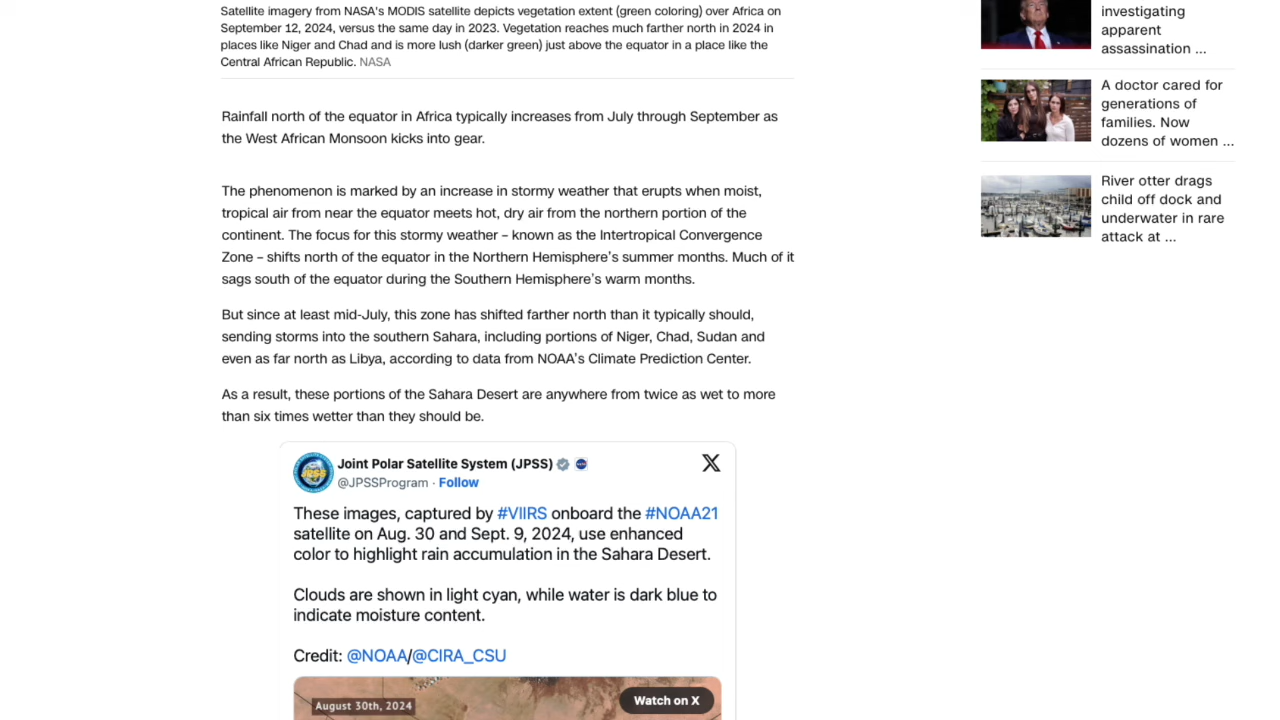 Satellite imagery from NASA's MODIS satellite depicts vegetation extent (green coloring) over Africa on
September 12, 2024, versus the same day in 2023. Vegetation reaches much farther north in 2024 in
places like Niger and Chad and is more lush (darker green) just above the equator in a place like the
Central African Republic. NASA
Rainfall north of the equator in Africa typically increases from July through September as
the West African Monsoon kicks into gear.
The phenomenon is marked by an increase in stormy weather that erupts when moist,
tropical air from near the equator meets hot, dry air from the northern portion of the
continent. The focus for this stormy weather – known as the Intertropical Convergence
Zone – shifts north of the equator in the Northern Hemisphere's summer months. Much of it
sags south of the equator during the Southern Hemisphere's warm months.
But since at least mid-July, this zone has shifted farther north than it typically should,
sending storms into the southern Sahara, including portions of Niger, Chad, Sudan and
even as far north as Libya, according to data from NOAA's Climate Prediction Center.
As a result, these portions of the Sahara Desert are anywhere from twice as wet to more
than six times wetter than they should be.
Joint Polar Satellite System (JPSS)
@JPSSProgram · Follow
These images, captured by #VIIRS onboard the #NOAA21
satellite on Aug. 30 and Sept. 9, 2024, use enhanced
color to highlight rain accumulation in the Sahara Desert.
Clouds are shown in light cyan, while water is dark blue to
indicate moisture content.
Credit: @NOAA/@CIRA_CSU
August 30th, 2024
Watch on X
investigating
apparent
assassination ...
A doctor cared for
generations of
families. Now
dozens of women ...
River otter drags
child off dock and
underwater in rare
attack at ...